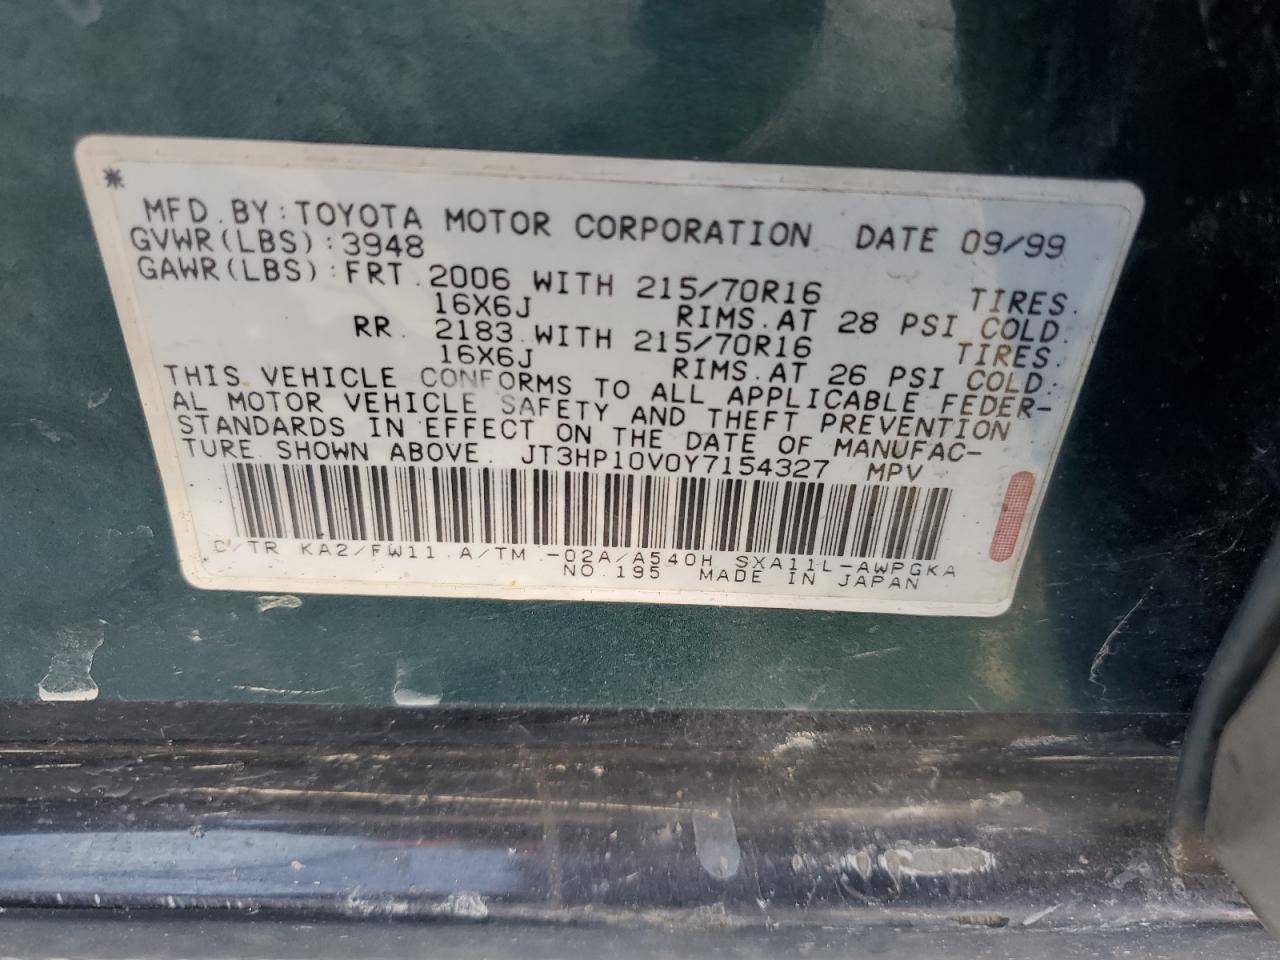 MFD. BY: TOYOTA MOTOR CORPORATION DATE 09/99
GVWR(LBS): 3948
GAWR(LBS): FRT. 2006 WITH 215/70R16 TIRES.
16X6J RIMS. AT 28 PSI COLD.
RR. 2183 WITH 215/70R16 TIRES.
16X6J RIMS. AT 26 PSI COLD.
THIS VEHICLE CONFORMS TO ALL APPLICABLE FEDER-
AL MOTOR VEHICLE SAFETY AND THEFT PREVENTION
STANDARDS IN EFFECT ON THE DATE OF MANUFAC-
TURE SHOWN ABOVE. JT3HP10V0Y7154327 MPV
C/TR KA2/FW11 A/TM -02A/A540H SXA11L-AWPGKA
NO.195 MADE IN JAPAN